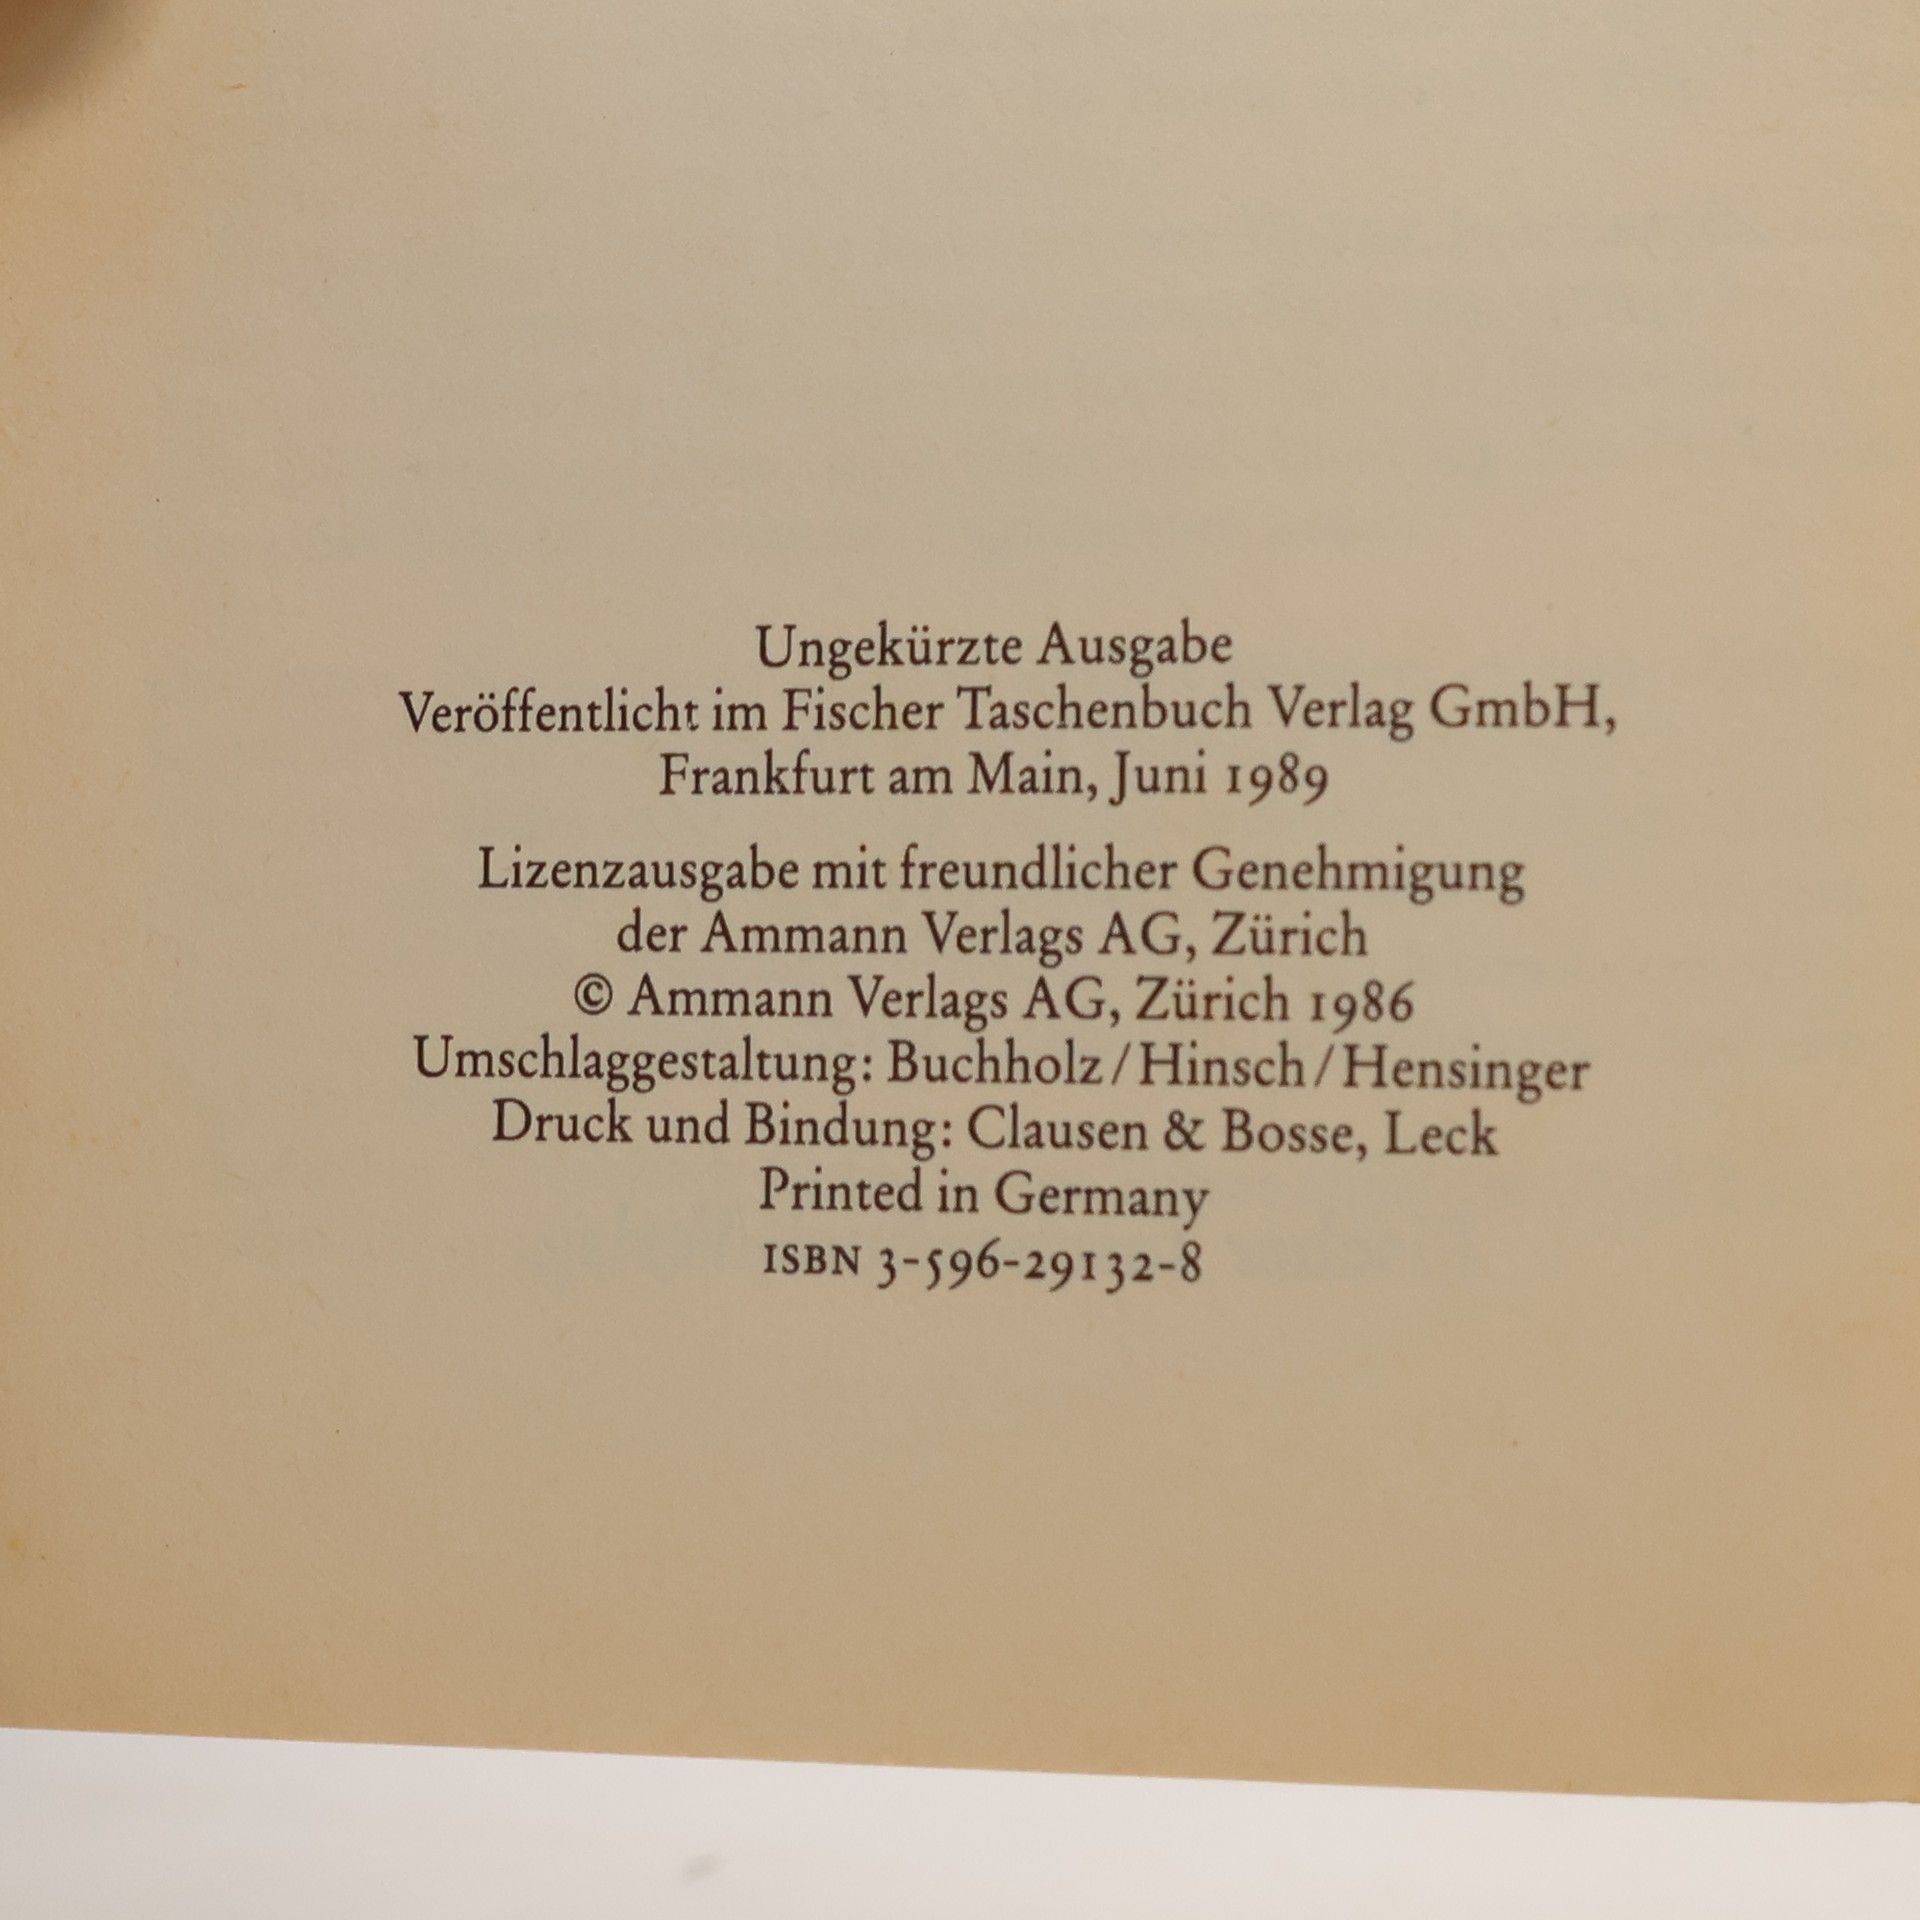 Ungekürzte Ausgabe
Veröffentlicht im Fischer Taschenbuch Verlag GmbH,
Frankfurt am Main, Juni 1989
Lizenzausgabe mit freundlicher Genehmigung
der Ammann Verlags AG, Zürich
© Ammann Verlags AG, Zürich 1986
Umschlaggestaltung: Buchholz/Hinsch/Hensinger
Druck und Bindung: Clausen & Bosse, Leck
Printed in Germany
ISBN 3-596-29132-8